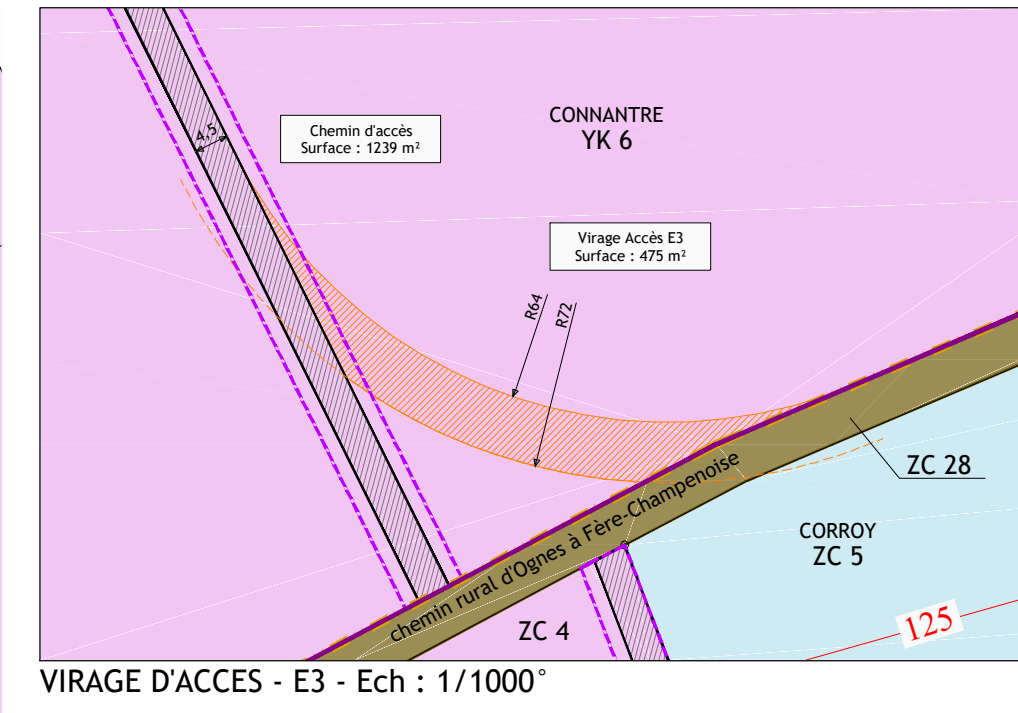 4,5
Chemin d'accès
Surface : 1239 m²
CONNANTRE
YK 6
Virage Accès E3
Surface : 475 m²
R64
R72
chemin rural d'Ognes à Fère-Champenoise
ZC 28
CORROY
ZC 5
ZC 4
125
VIRAGE D'ACCES - E3 - Ech : 1/1000°